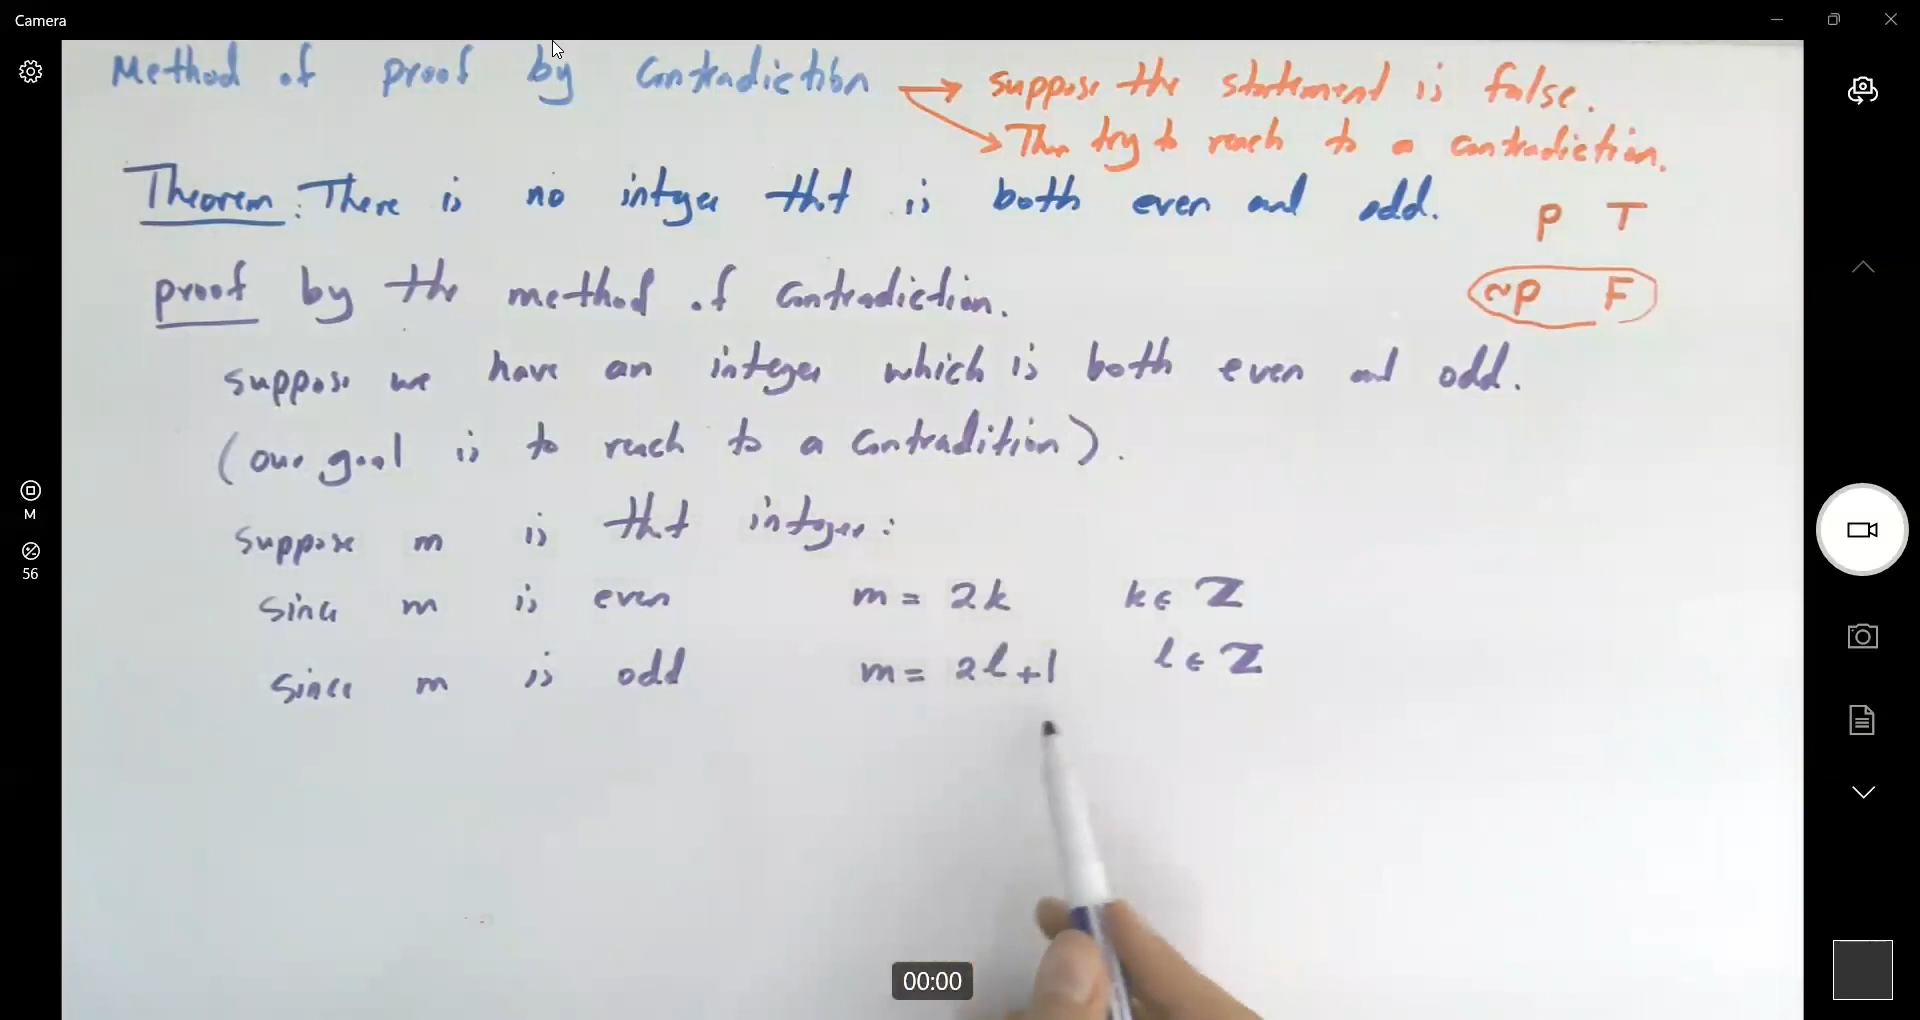 Camera
Method of proof by Contradiction → suppose the statement is false.
→ Then try to reach to a contradiction.
Theorem: There is no integer that is both even and odd.
P T
~P F
proof by the method of Contradiction.
suppose we have an integer which is both even and odd.
(our goal is to reach to a Contradition).
suppose m is that integer:
since m is even m = 2k k ∈ ℤ
since m is odd m = 2l+1 l ∈ ℤ
M
56
00:00